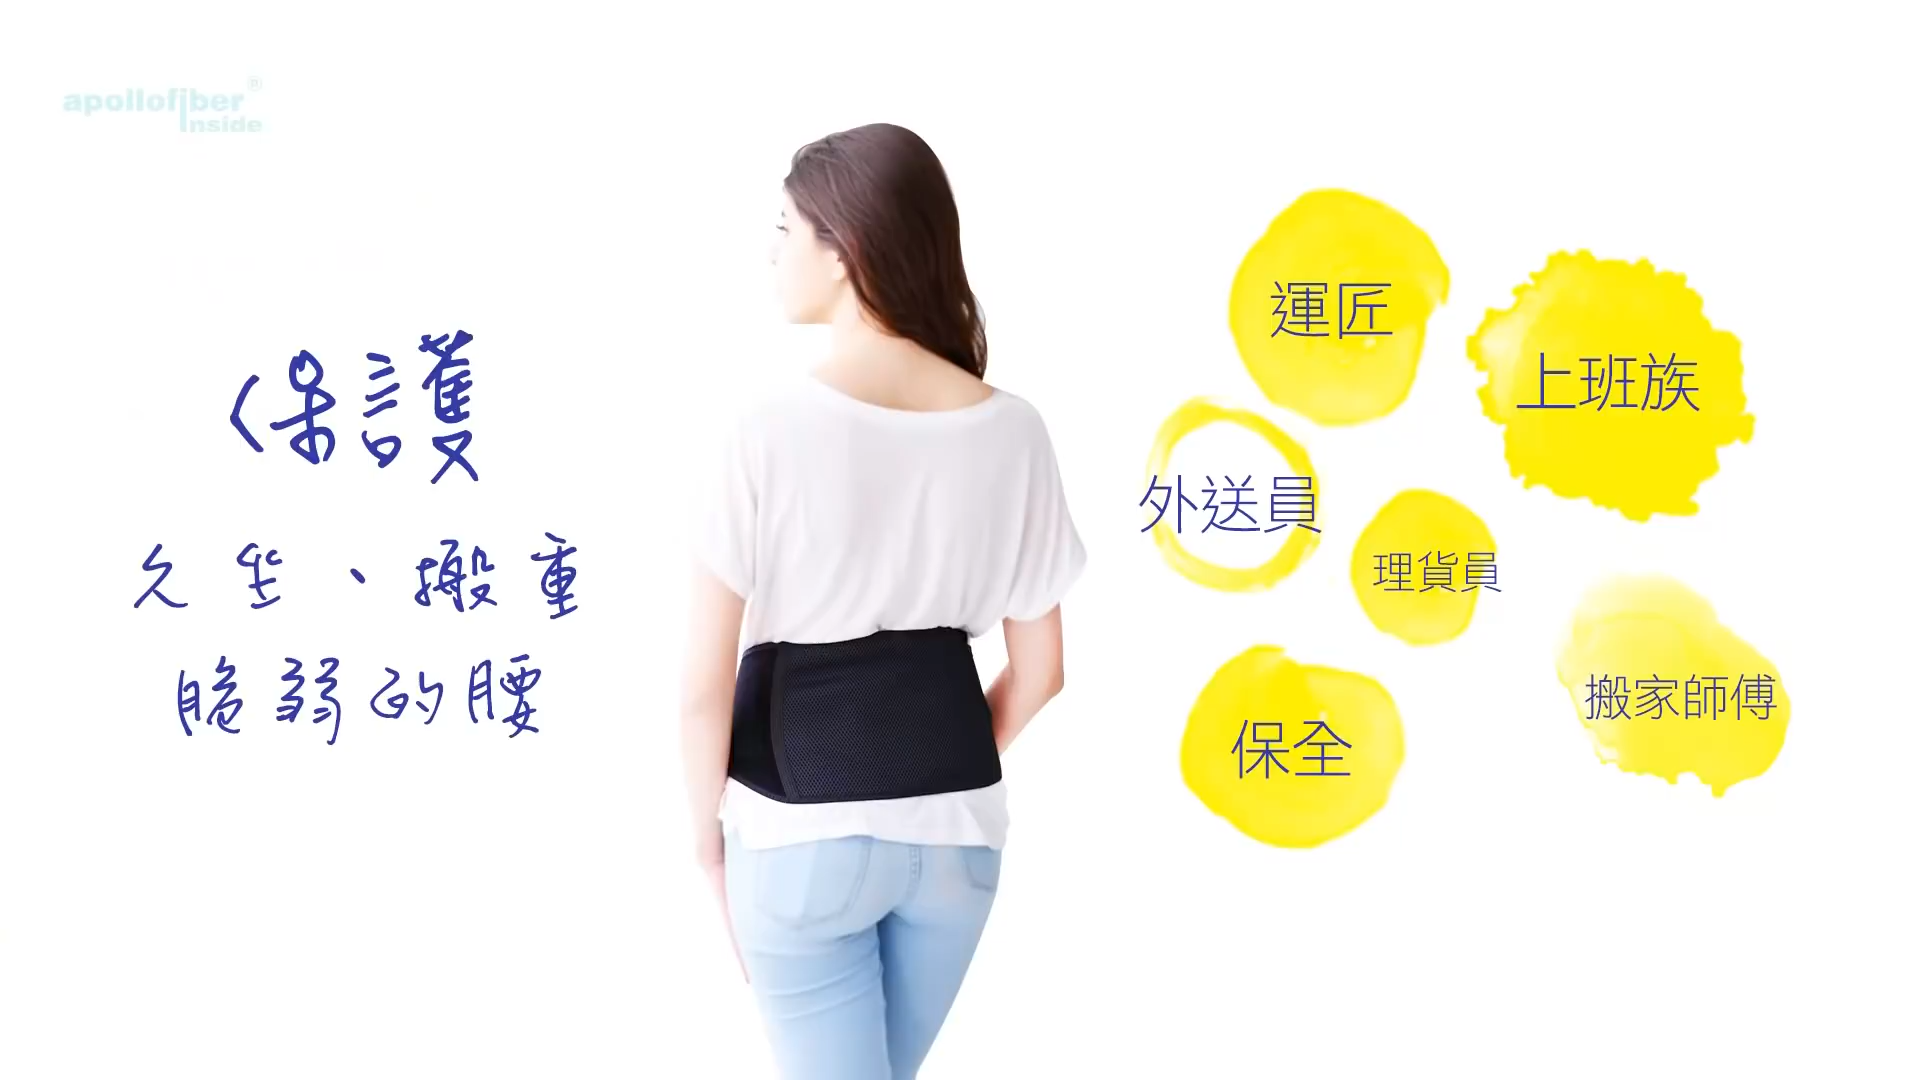 apollofiber®
Inside
保護
久坐、搬重
脆弱的腰
運匠
上班族
外送員
理貨員
搬家師傅
保全